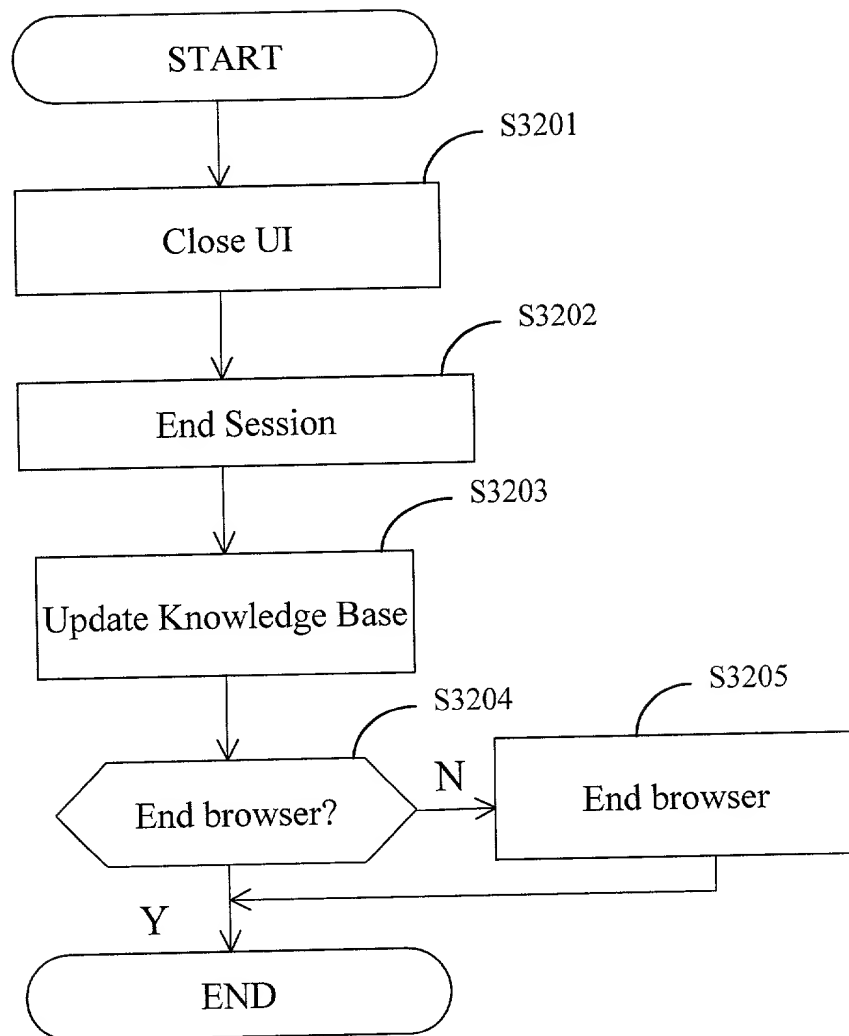 START
S3201
Close UI
S3202
End Session
S3203
Update Knowledge Base
S3204
S3205
End browser?
N
End browser
Y
END